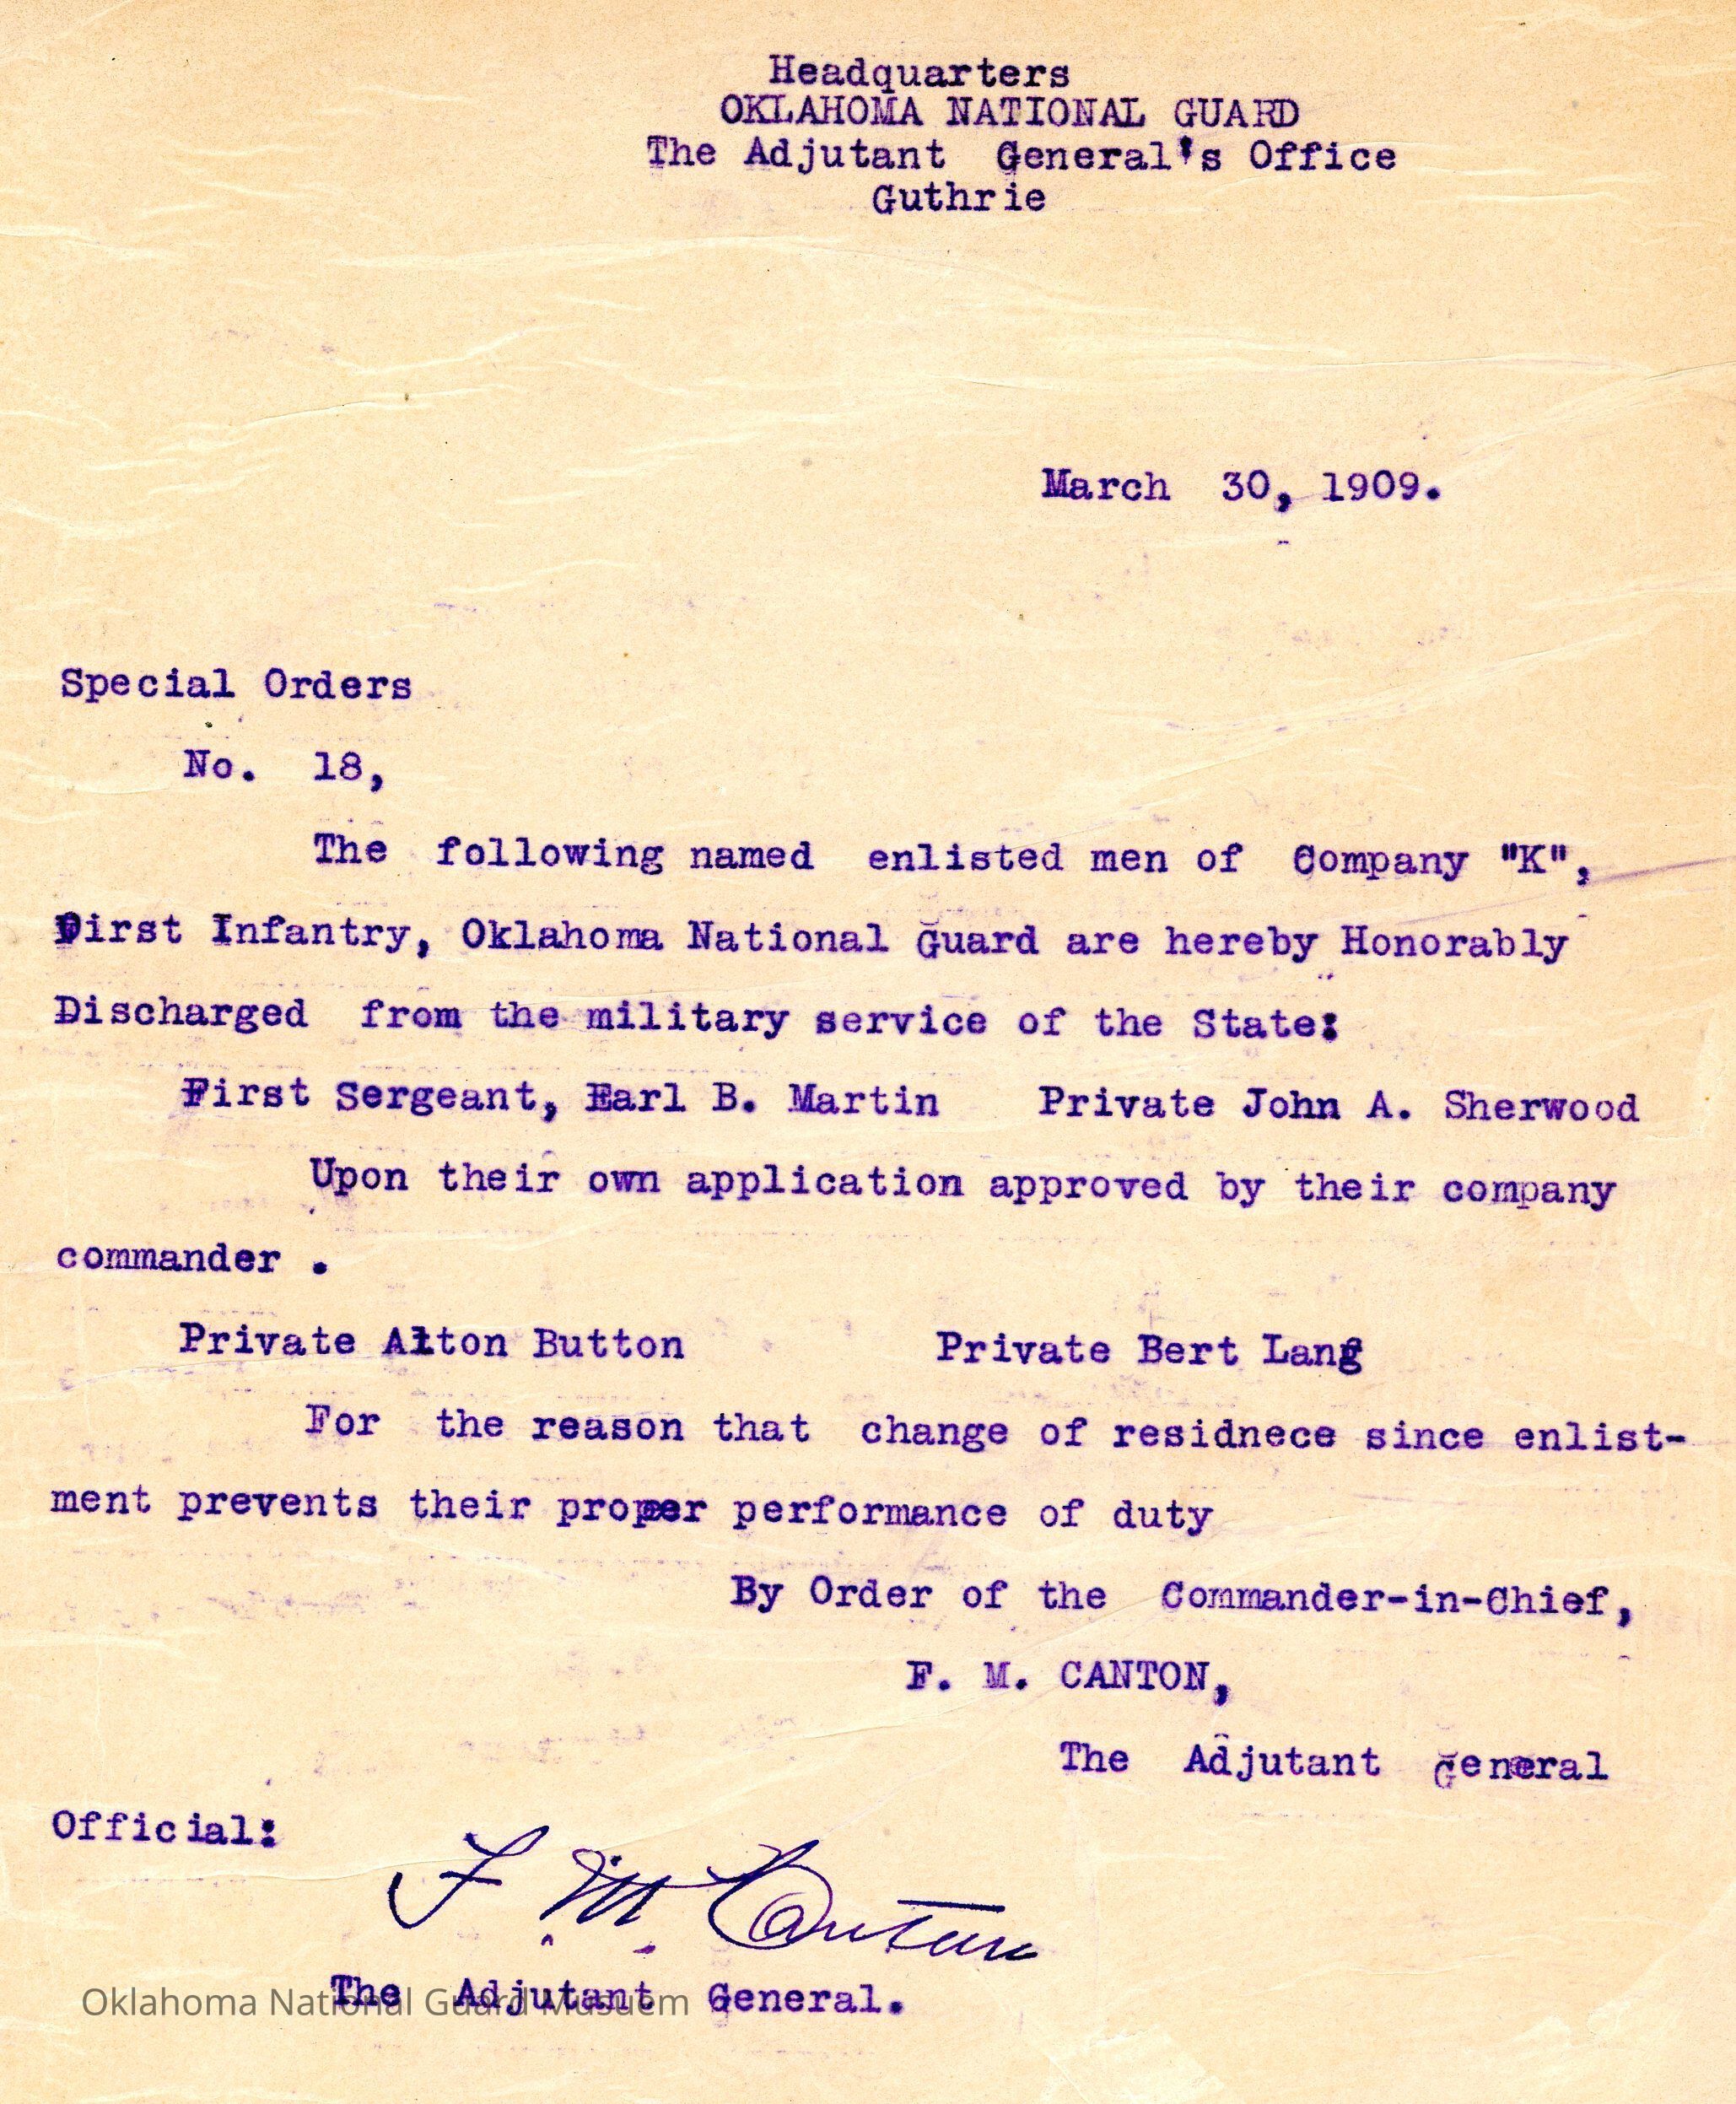 Headquarters
OKLAHOMA NATIONAL GUARD
The Adjutant General's Office
Guthrie
March 30, 1909.
Special Orders
No. 18,
The following named enlisted men of Company "K",
First Infantry, Oklahoma National Guard are hereby Honorably
Discharged from the military service of the State:
First Sergeant, Earl B. Martin Private John A. Sherwood
Upon their own application approved by their company
commander .
Private Alton Button Private Bert Lang
For the reason that change of residnece since enlist-
ment prevents their proper performance of duty
By Order of the Commander-in-Chief,
F. M. CANTON,
The Adjutant General
Official:
F. M. Canton
The Adjutant General.
Oklahoma National Guard Musuem